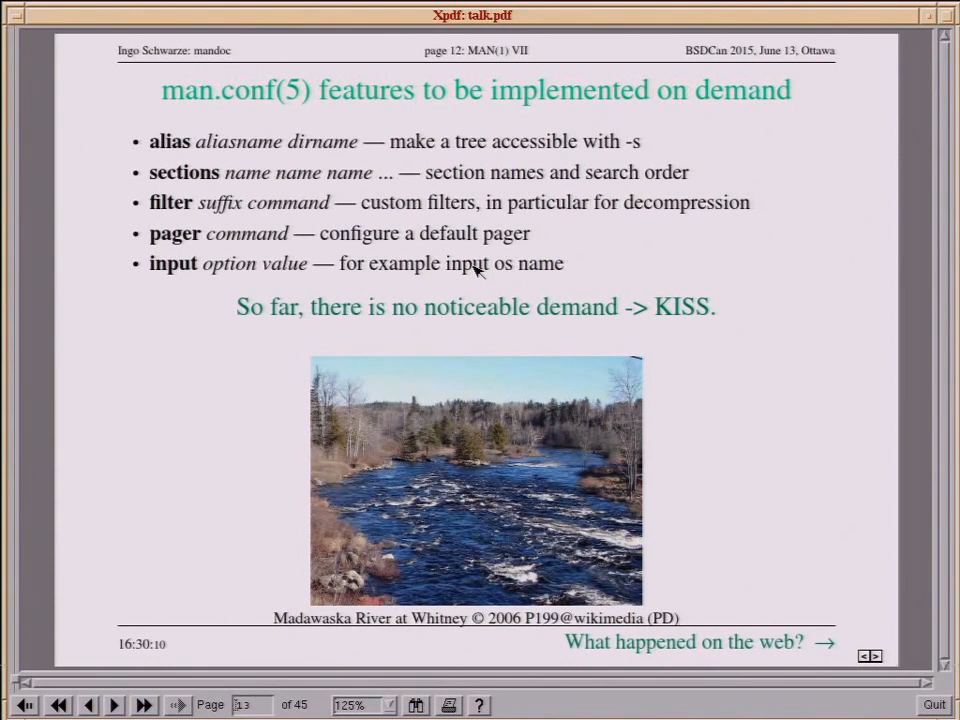 Xpdf: talk.pdf
Ingo Schwarze: mandoc page 12: MAN(1) VII BSDCan 2015, June 13, Ottawa
man.conf(5) features to be implemented on demand
• alias aliasname dirname — make a tree accessible with -s
• sections name name name ... — section names and search order
• filter suffix command — custom filters, in particular for decompression
• pager command — configure a default pager
• input option value — for example input os name
So far, there is no noticeable demand -> KISS.
Madawaska River at Whitney © 2006 P199@wikimedia (PD)
16:30:10 What happened on the web? →
Page 13 of 45 125% ? Quit